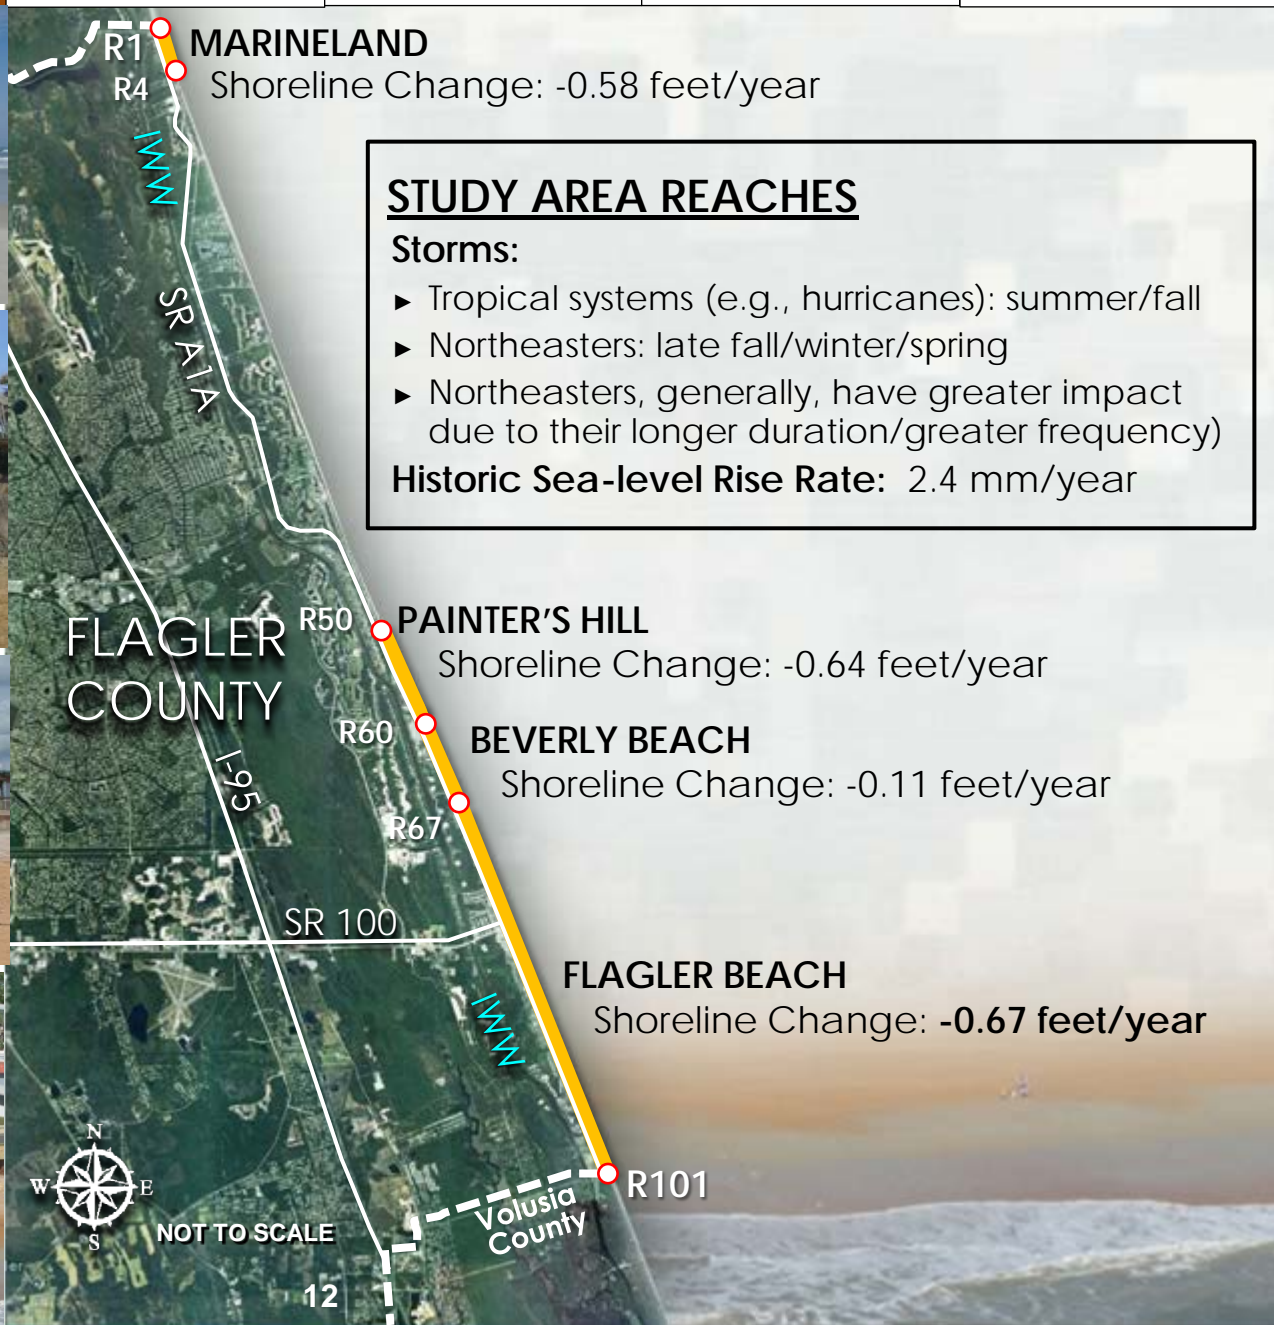 R1
MARINELAND
Shoreline Change: -0.58 feet/year
R4
IWW
STUDY AREA REACHES
Storms:
► Tropical systems (e.g., hurricanes): summer/fall
► Northeasters: late fall/winter/spring
► Northeasters, generally, have greater impact
due to their longer duration/greater frequency)
Historic Sea-level Rise Rate: 2.4 mm/year
SR A1A
R50
PAINTER'S HILL
Shoreline Change: -0.64 feet/year
FLAGLER
COUNTY
R60
BEVERLY BEACH
Shoreline Change: -0.11 feet/year
I-95
R67
SR 100
FLAGLER BEACH
Shoreline Change: -0.67 feet/year
IWW
R101
Volusia
County
N
W
E
S
NOT TO SCALE
12